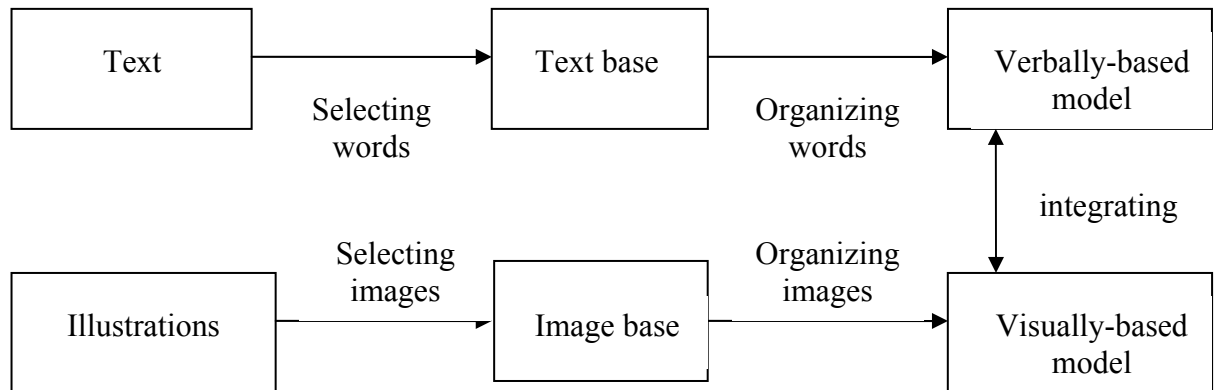 Text
Selecting
words
Text base
Organizing
words
Verbally-based
model
integrating
Illustrations
Selecting
images
Image base
Organizing
images
Visually-based
model